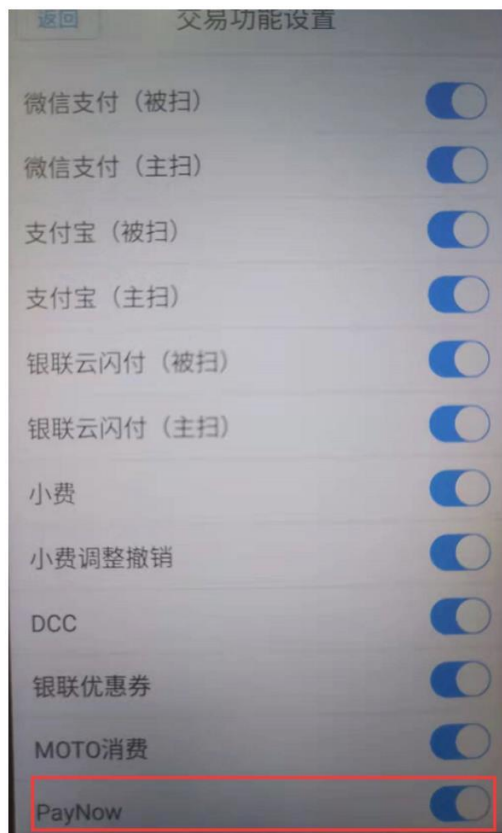 返回
交易功能设置
微信支付（被扫）
微信支付（主扫）
支付宝（被扫）
支付宝（主扫）
银联云闪付（被扫）
银联云闪付（主扫）
小费
小费调整撤销
DCC
银联优惠券
MOTO消费
PayNow